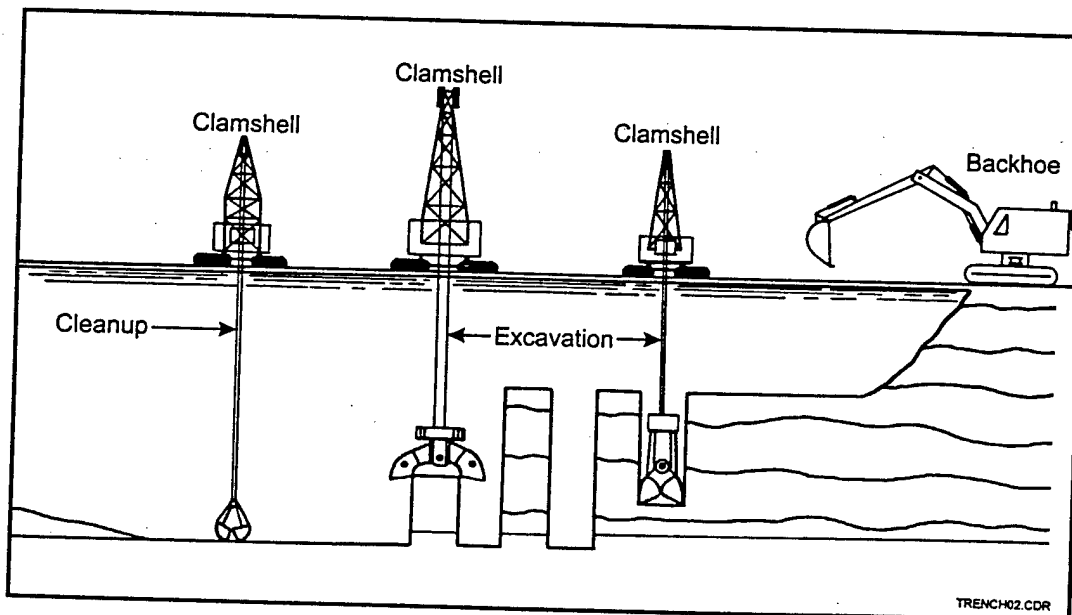 Clamshell
Clamshell
Clamshell
Backhoe
Cleanup
Excavation
TRENCH02.CDR